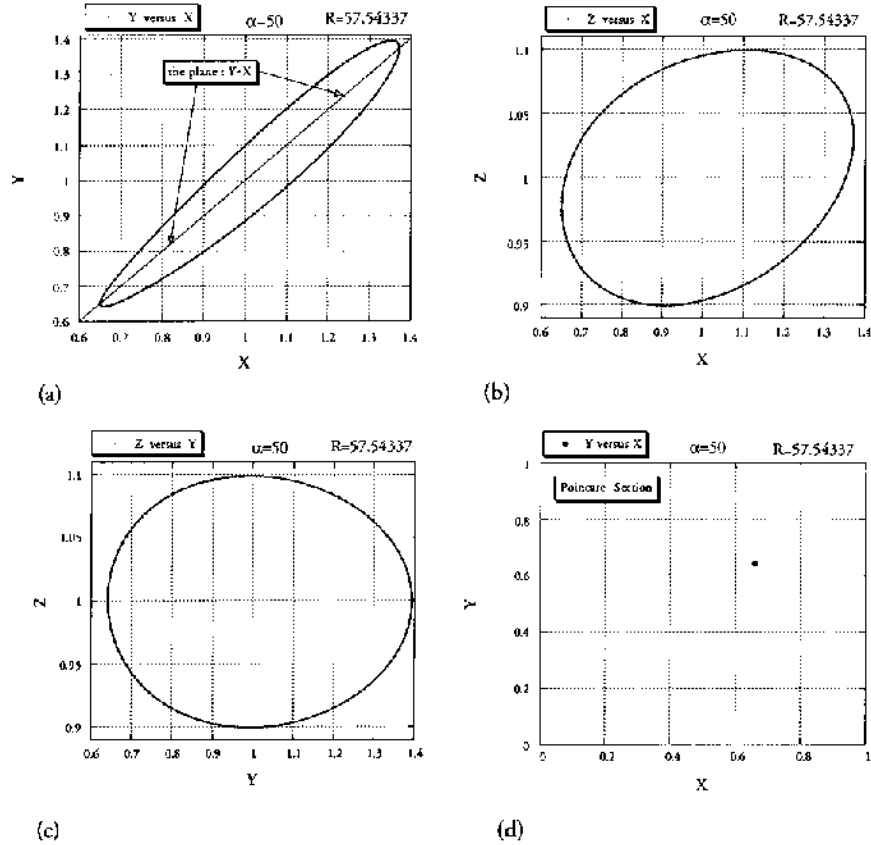 Y versus X α=50 R=57.54337
the plane: Y=X
Y
1.4
1.3
1.2
1.1
1
0.9
0.8
0.7
0.6
0.6 0.7 0.8 0.9 1 1.1 1.2 1.3 1.4
X
(a)
Z versus X α=50 R=57.54337
Z
1.1
1.05
1
0.95
0.9
0.6 0.7 0.8 0.9 1 1.1 1.2 1.3 1.4
X
(b)
Z versus Y α=50 R=57.54337
Z
1.1
1.05
1
0.95
0.9
0.6 0.7 0.8 0.9 1 1.1 1.2 1.3 1.4
Y
(c)
Y versus X α=50 R=57.54337
Poincare Section
Y
1
0.8
0.6
0.4
0.2
0
0 0.2 0.4 0.6 0.8 1
X
(d)